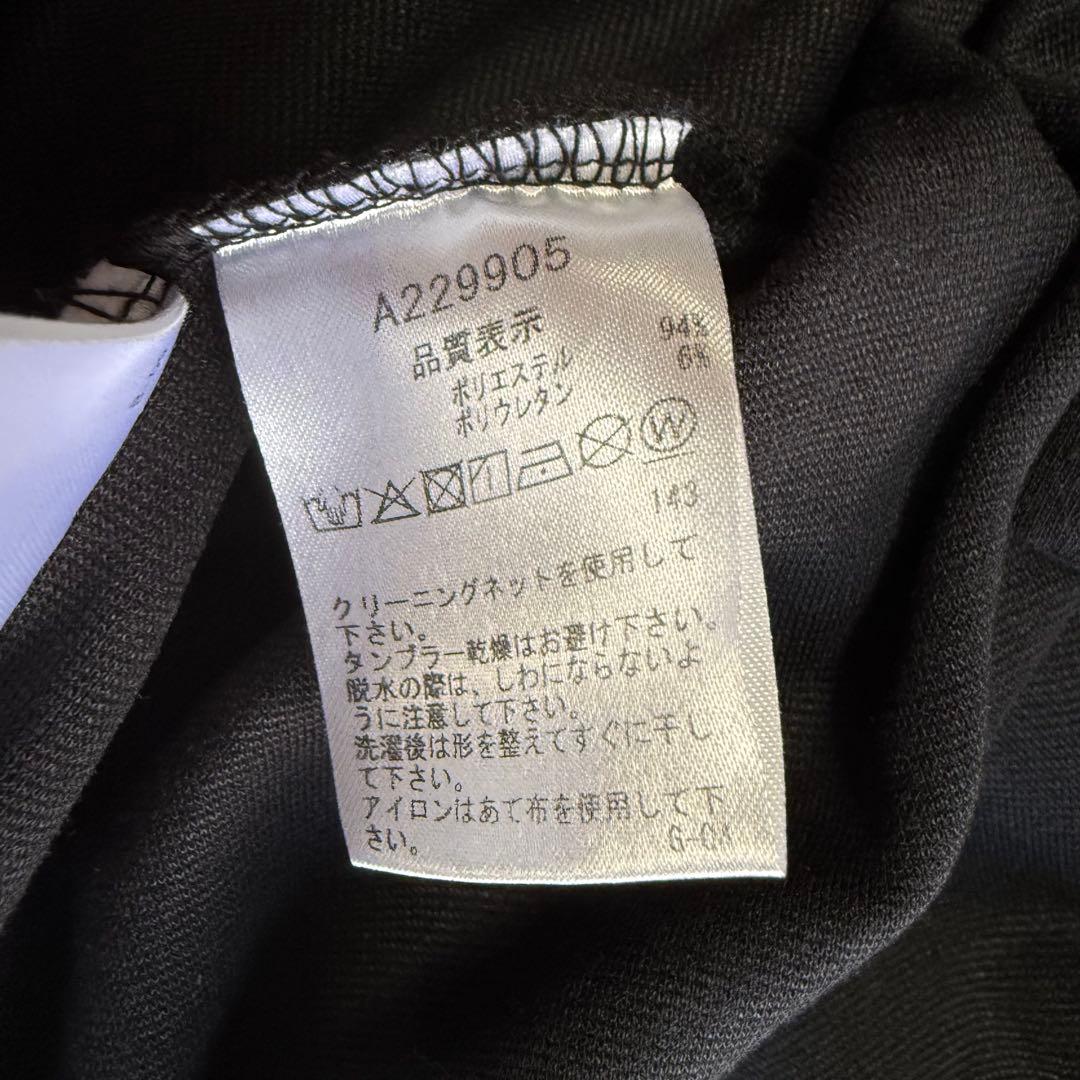 A229905
品質表示
ポリエステル 94%
ポリウレタン 6%
W
143
クリーニングネットを使用して
下さい。
タンブラー乾燥はお避け下さい。
脱水の際は、しわにならないよ
うに注意して下さい。
洗濯後は形を整えてすぐに干し
て下さい。
アイロンはあて布を使用して下
さい。